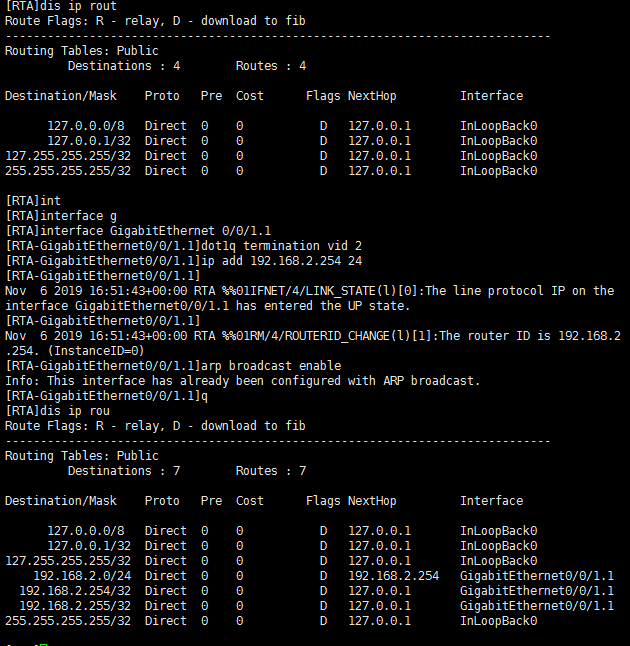 [RTA]dis ip rout
Route Flags: R - relay, D - download to fib
------------------------------------------------------------------------------
Routing Tables: Public
         Destinations : 4        Routes : 4

Destination/Mask    Proto   Pre  Cost      Flags NextHop         Interface

      127.0.0.0/8   Direct  0    0           D   127.0.0.1       InLoopBack0
      127.0.0.1/32  Direct  0    0           D   127.0.0.1       InLoopBack0
127.255.255.255/32  Direct  0    0           D   127.0.0.1       InLoopBack0
255.255.255.255/32  Direct  0    0           D   127.0.0.1       InLoopBack0

[RTA]int
[RTA]interface g
[RTA]interface GigabitEthernet 0/0/1.1
[RTA-GigabitEthernet0/0/1.1]dot1q termination vid 2
[RTA-GigabitEthernet0/0/1.1]ip add 192.168.2.254 24
[RTA-GigabitEthernet0/0/1.1]
Nov  6 2019 16:51:43+00:00 RTA %%01IFNET/4/LINK_STATE(l)[0]:The line protocol IP on the
interface GigabitEthernet0/0/1.1 has entered the UP state.
[RTA-GigabitEthernet0/0/1.1]
Nov  6 2019 16:51:43+00:00 RTA %%01RM/4/ROUTERID_CHANGE(l)[1]:The router ID is 192.168.2
.254. (InstanceID=0)
[RTA-GigabitEthernet0/0/1.1]arp broadcast enable
Info: This interface has already been configured with ARP broadcast.
[RTA-GigabitEthernet0/0/1.1]q
[RTA]dis ip rou
Route Flags: R - relay, D - download to fib
------------------------------------------------------------------------------
Routing Tables: Public
         Destinations : 7        Routes : 7

Destination/Mask    Proto   Pre  Cost      Flags NextHop         Interface

      127.0.0.0/8   Direct  0    0           D   127.0.0.1       InLoopBack0
      127.0.0.1/32  Direct  0    0           D   127.0.0.1       InLoopBack0
127.255.255.255/32  Direct  0    0           D   127.0.0.1       InLoopBack0
    192.168.2.0/24  Direct  0    0           D   192.168.2.254   GigabitEthernet0/0/1.1
  192.168.2.254/32  Direct  0    0           D   127.0.0.1       GigabitEthernet0/0/1.1
  192.168.2.255/32  Direct  0    0           D   127.0.0.1       GigabitEthernet0/0/1.1
255.255.255.255/32  Direct  0    0           D   127.0.0.1       InLoopBack0